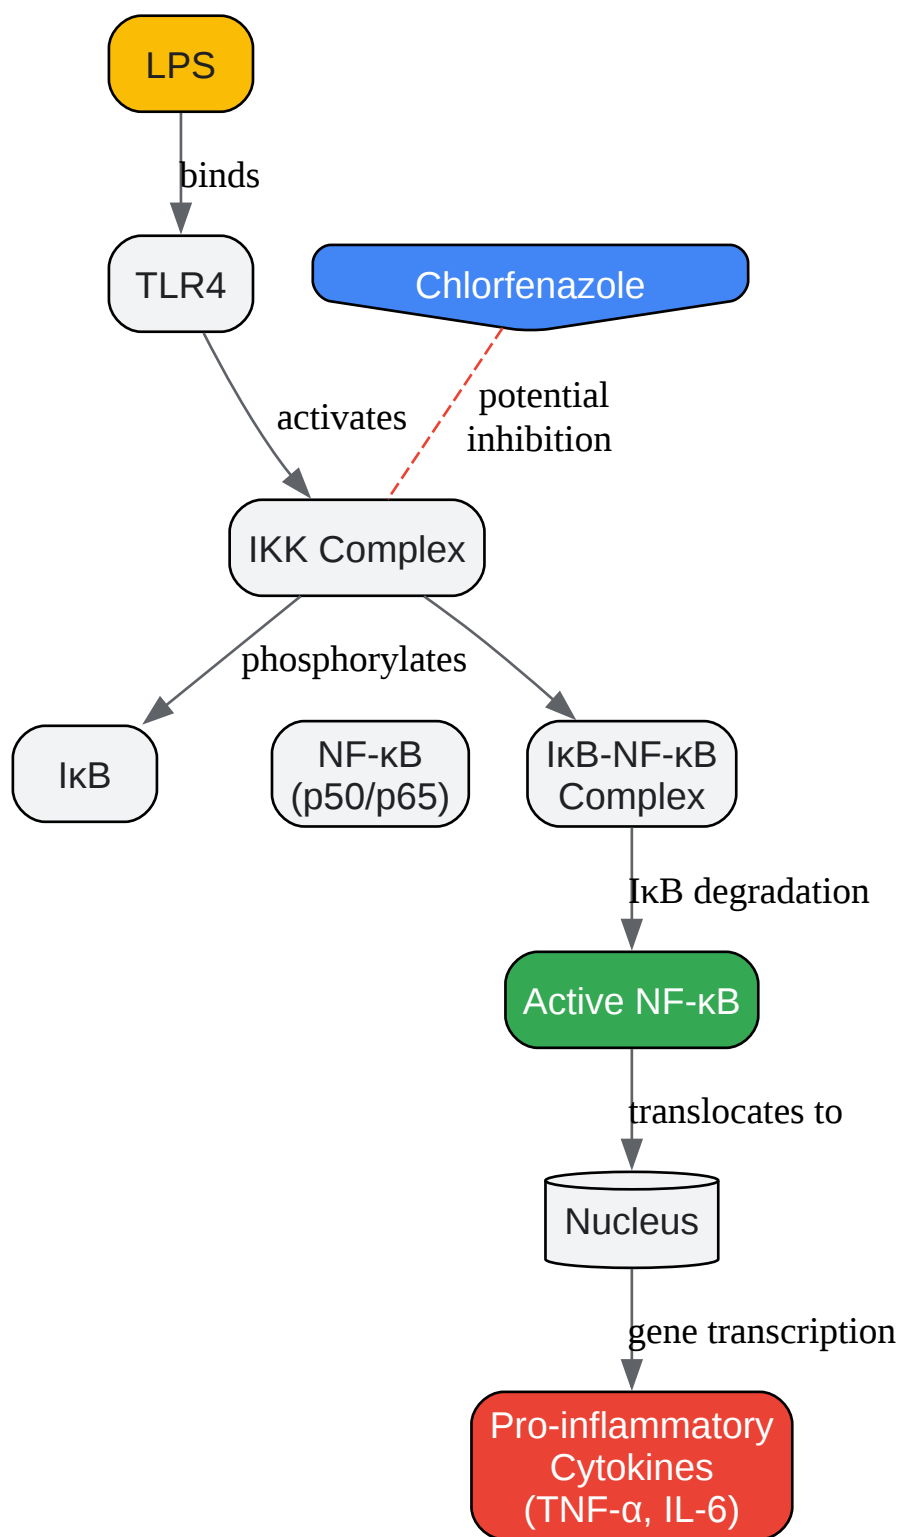 LPS
binds
TLR4
Chlorfenazole
activates
potential
inhibition
IKK Complex
phosphorylates
IκB
NF-κB
(p50/p65)
IκB-NF-κB
Complex
IκB degradation
Active NF-κB
translocates to
Nucleus
gene transcription
Pro-inflammatory
Cytokines
(TNF-α, IL-6)